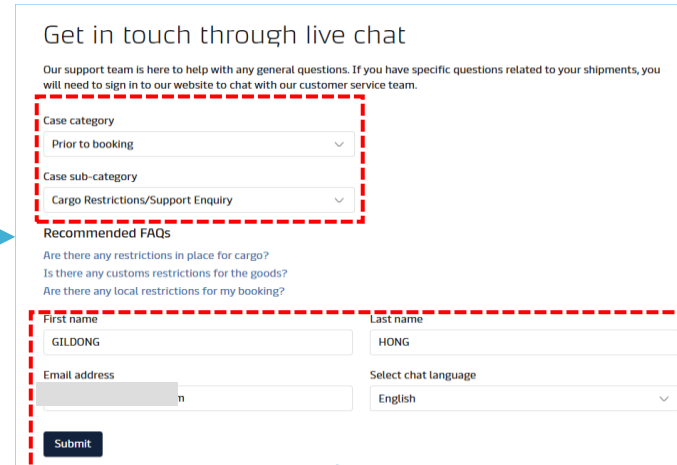 Get in touch through live chat
Our support team is here to help with any general questions. If you have specific questions related to your shipments, you
will need to sign in to our website to chat with our customer service team.
Case category
Prior to booking
Case sub-category
Cargo Restrictions/Support Enquiry
Recommended FAQs
Are there any restrictions in place for cargo?
Is there any customs restrictions for the goods?
Are there any local restrictions for my booking?
First name
Last name
GILDONG
HONG
Email address
Select chat language
English
Submit